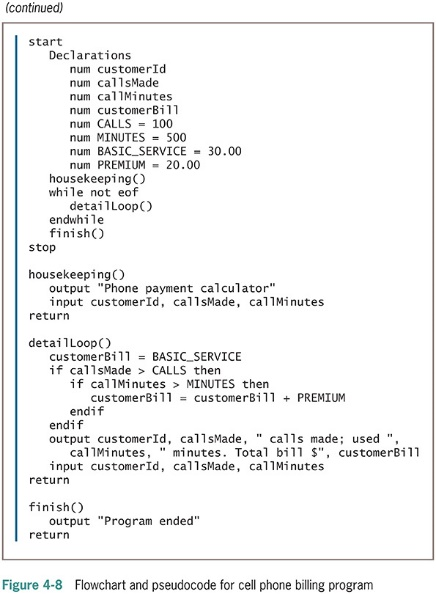 (continued)
start
Declarations
num customerId
num callsMade
num callMinutes
num customerBill
num CALLS = 100
num MINUTES = 500
num BASIC_SERVICE = 30.00
num PREMIUM = 20.00
housekeeping()
while not eof
detailLoop()
endwhile
finish()
stop
housekeeping()
output "Phone payment calculator"
input customerId, callsMade, callMinutes
return
detailLoop()
customerBill = BASIC_SERVICE
if callsMade > CALLS then
if callMinutes > MINUTES then
customerBill = customerBill + PREMIUM
endif
endif
output customerId, callsMade, " calls made; used ",
callMinutes, " minutes. Total bill $", customerBill
input customerId, callsMade, callMinutes
return
finish()
output "Program ended"
return
Figure 4-8 Flowchart and pseudocode for cell phone billing program